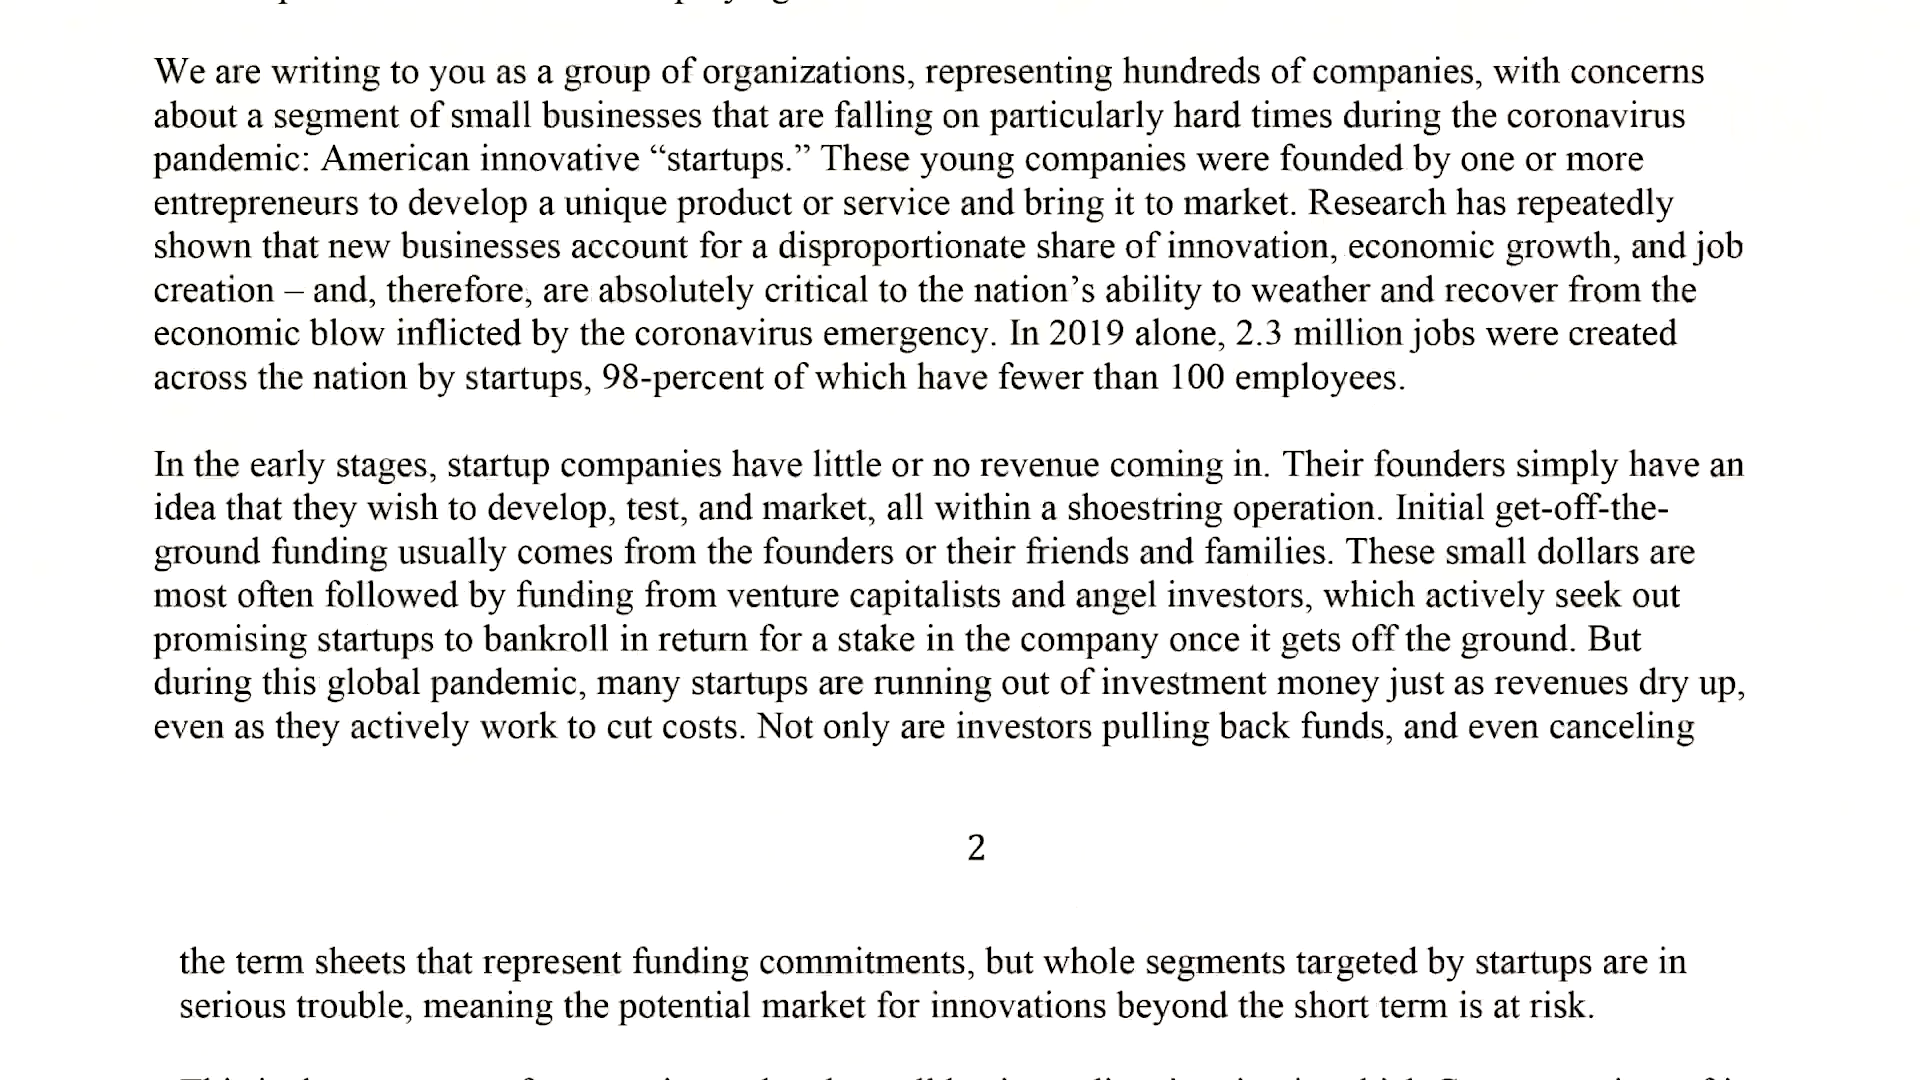 We are writing to you as a group of organizations, representing hundreds of companies, with concerns
about a segment of small businesses that are falling on particularly hard times during the coronavirus
pandemic: American innovative “startups.” These young companies were founded by one or more
entrepreneurs to develop a unique product or service and bring it to market. Research has repeatedly
shown that new businesses account for a disproportionate share of innovation, economic growth, and job
creation – and, therefore, are absolutely critical to the nation’s ability to weather and recover from the
economic blow inflicted by the coronavirus emergency. In 2019 alone, 2.3 million jobs were created
across the nation by startups, 98-percent of which have fewer than 100 employees.
In the early stages, startup companies have little or no revenue coming in. Their founders simply have an
idea that they wish to develop, test, and market, all within a shoestring operation. Initial get-off-the-
ground funding usually comes from the founders or their friends and families. These small dollars are
most often followed by funding from venture capitalists and angel investors, which actively seek out
promising startups to bankroll in return for a stake in the company once it gets off the ground. But
during this global pandemic, many startups are running out of investment money just as revenues dry up,
even as they actively work to cut costs. Not only are investors pulling back funds, and even canceling
2
the term sheets that represent funding commitments, but whole segments targeted by startups are in
serious trouble, meaning the potential market for innovations beyond the short term is at risk.